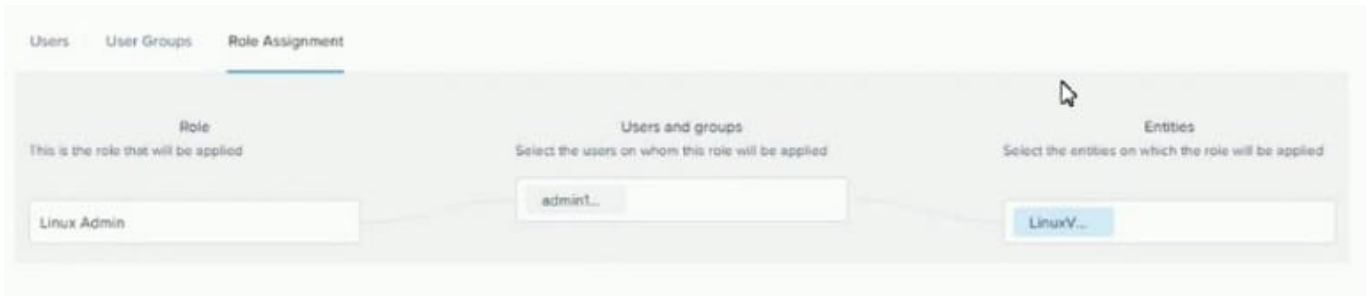 Users User Groups Role Assignment
Role Users and groups Entities
This is the role that will be applied Select the users on whom this role will be applied Select the entities on which the role will be applied
Linux Admin admin1... LinuxV...